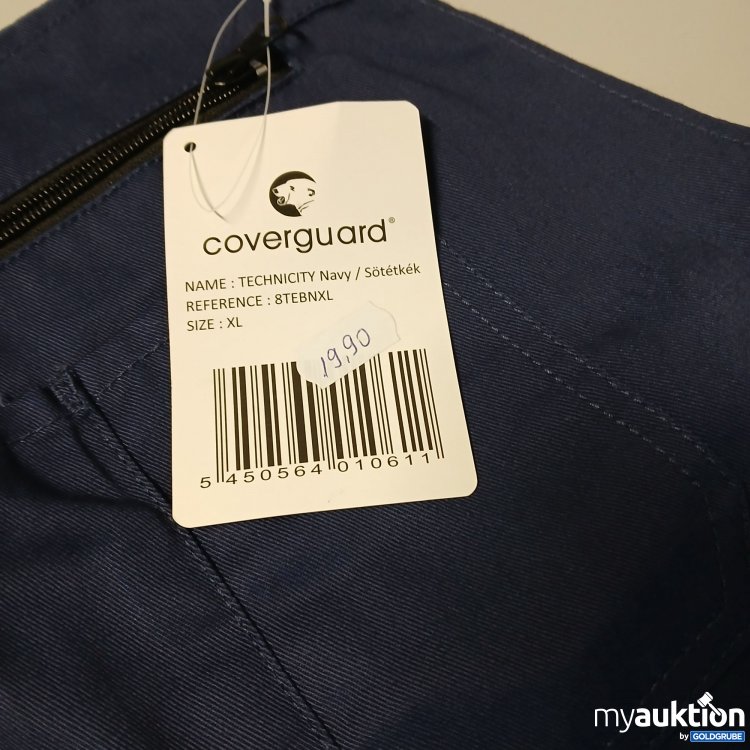 coverguard®
NAME : TECHNICITY Navy / Sötétkék
REFERENCE : 8TEBNXL
SIZE : XL
19,90
5 450564 010611
myauktion
by GOLDGRUBE